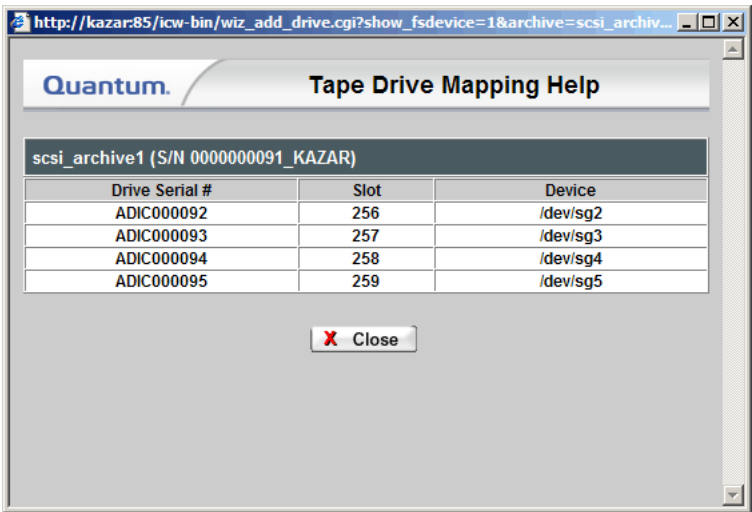 http://kazar:85/icw-bin/wiz_add_drive.cgi?show_fsdevice=1&archive=scsi_archiv...
Quantum. Tape Drive Mapping Help
scsi_archive1 (S/N 0000000091_KAZAR)
Drive Serial # Slot Device
ADIC000092 256 /dev/sg2
ADIC000093 257 /dev/sg3
ADIC000094 258 /dev/sg4
ADIC000095 259 /dev/sg5
X Close